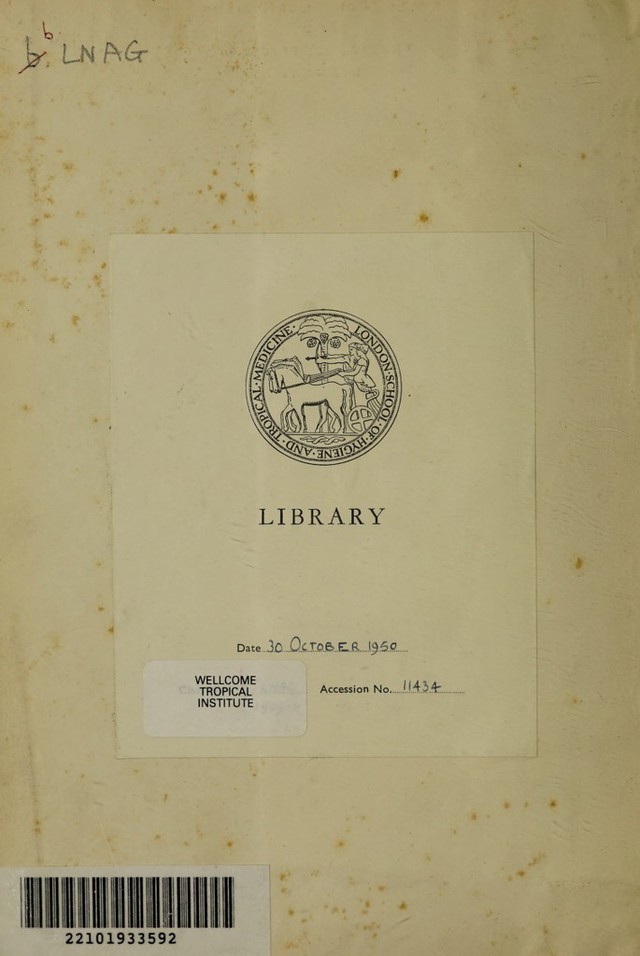 b
b. LNAG
LONDON·SCHOOL·OF·HYGIENE·AND·TROPICAL·MEDICINE·
LIBRARY
Date 30 OCTOBER 1950
WELLCOME
TROPICAL
INSTITUTE
Accession No. 11434
22101933592